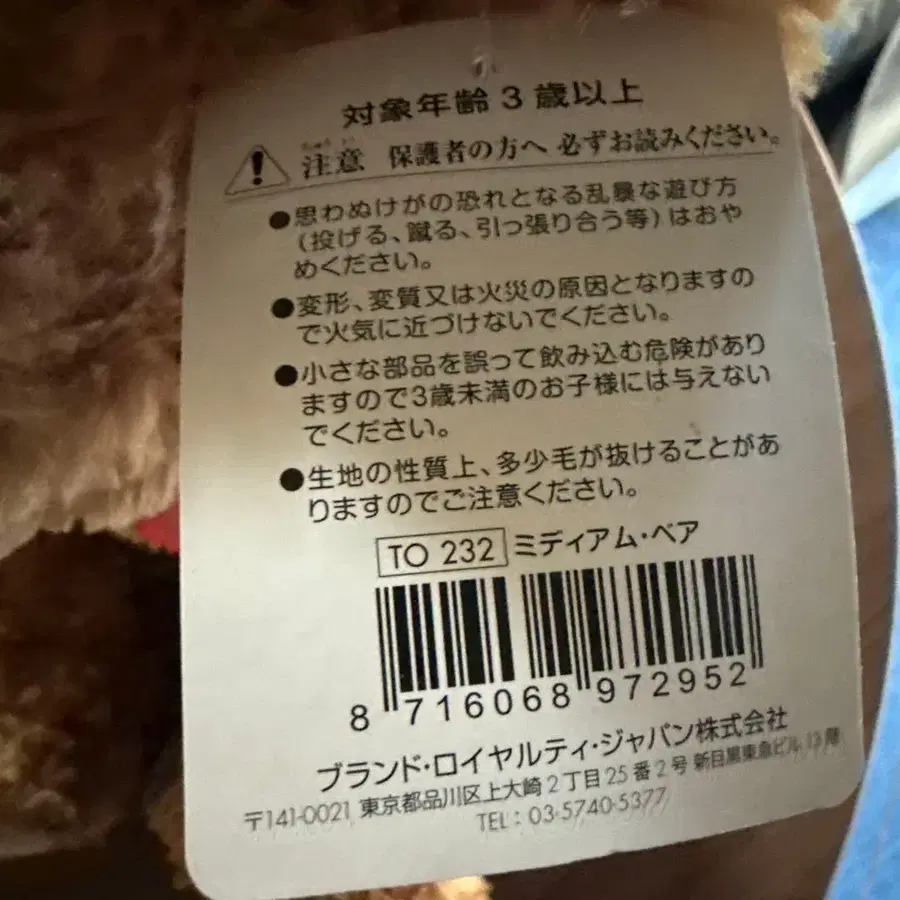 対象年齢3歳以上
注意 保護者の方へ 必ずお読みください。
●思わぬけがの恐れとなる乱暴な遊び方
(投げる、蹴る、引っ張り合う等)はおや
めください。
●変形、変質又は火災の原因となりますの
で火気に近づけないでください。
●小さな部品を誤って飲み込む危険があり
ますので3歳未満のお子様には与えない
でください。
●生地の性質上、多少毛が抜けることがあ
りますのでご注意ください。
TO 232 ミディアム・ベア
8 716068 972952
ブランド・ロイヤルティ・ジャパン株式会社
〒141-0021 東京都品川区上大崎2丁目25番2号 新目黒東急ビル 13階
TEL:03-5740-5377